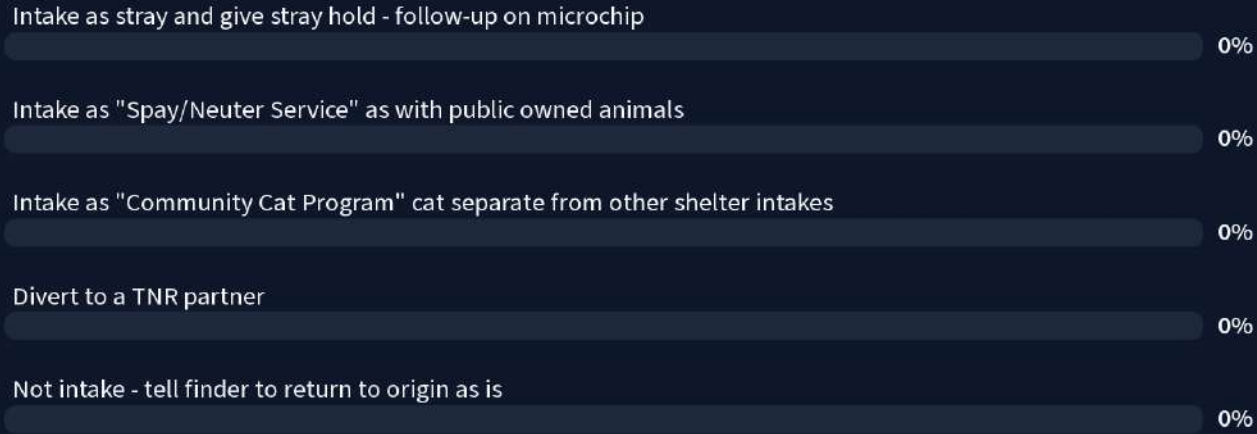 Intake as stray and give stray hold - follow-up on microchip
0%
Intake as "Spay/Neuter Service" as with public owned animals
0%
Intake as "Community Cat Program" cat separate from other shelter intakes
0%
Divert to a TNR partner
0%
Not intake - tell finder to return to origin as is
0%